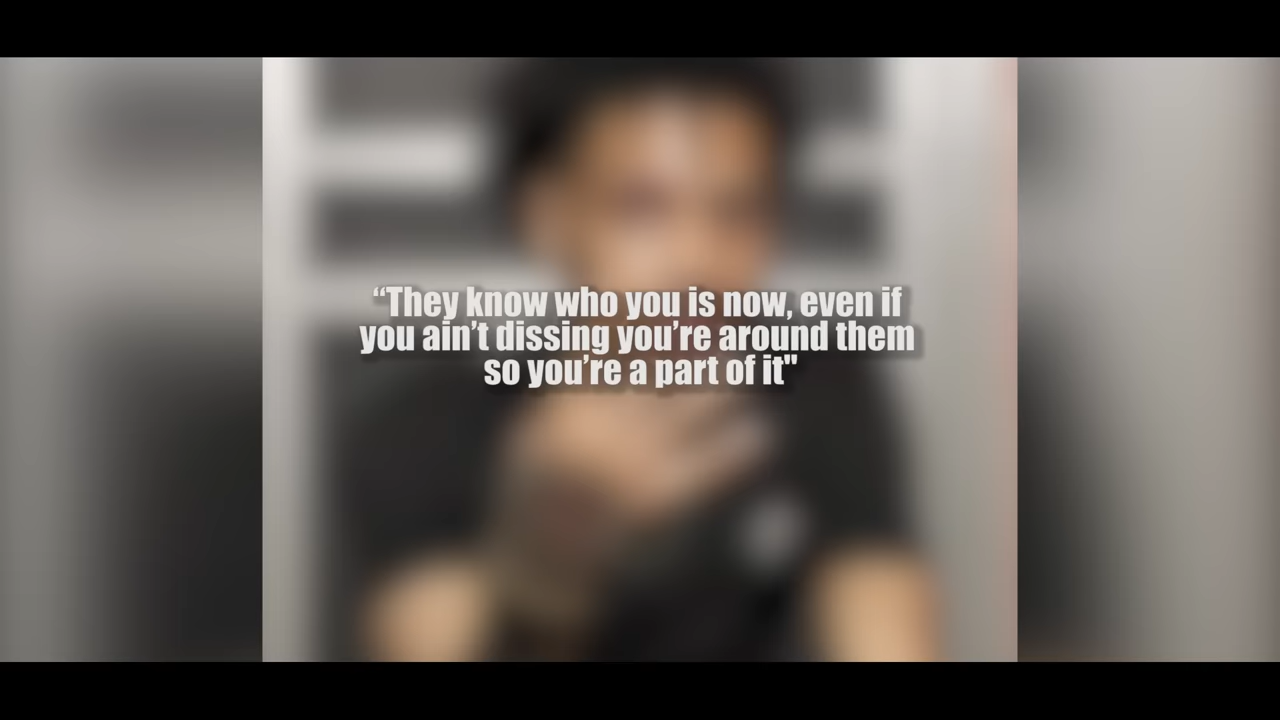 “They know who you is now, even if
you ain’t dissing you’re around them
so you’re a part of it"